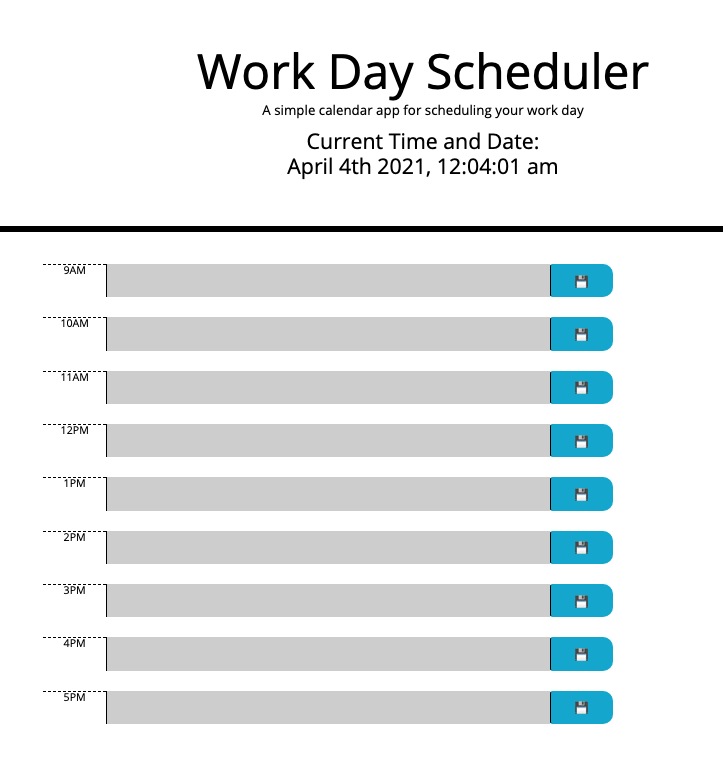 Work Day Scheduler
A simple calendar app for scheduling your work day
Current Time and Date:
April 4th 2021, 12:04:01 am
9AM
10AM
11AM
12PM
1PM
2PM
3PM
4PM
5PM